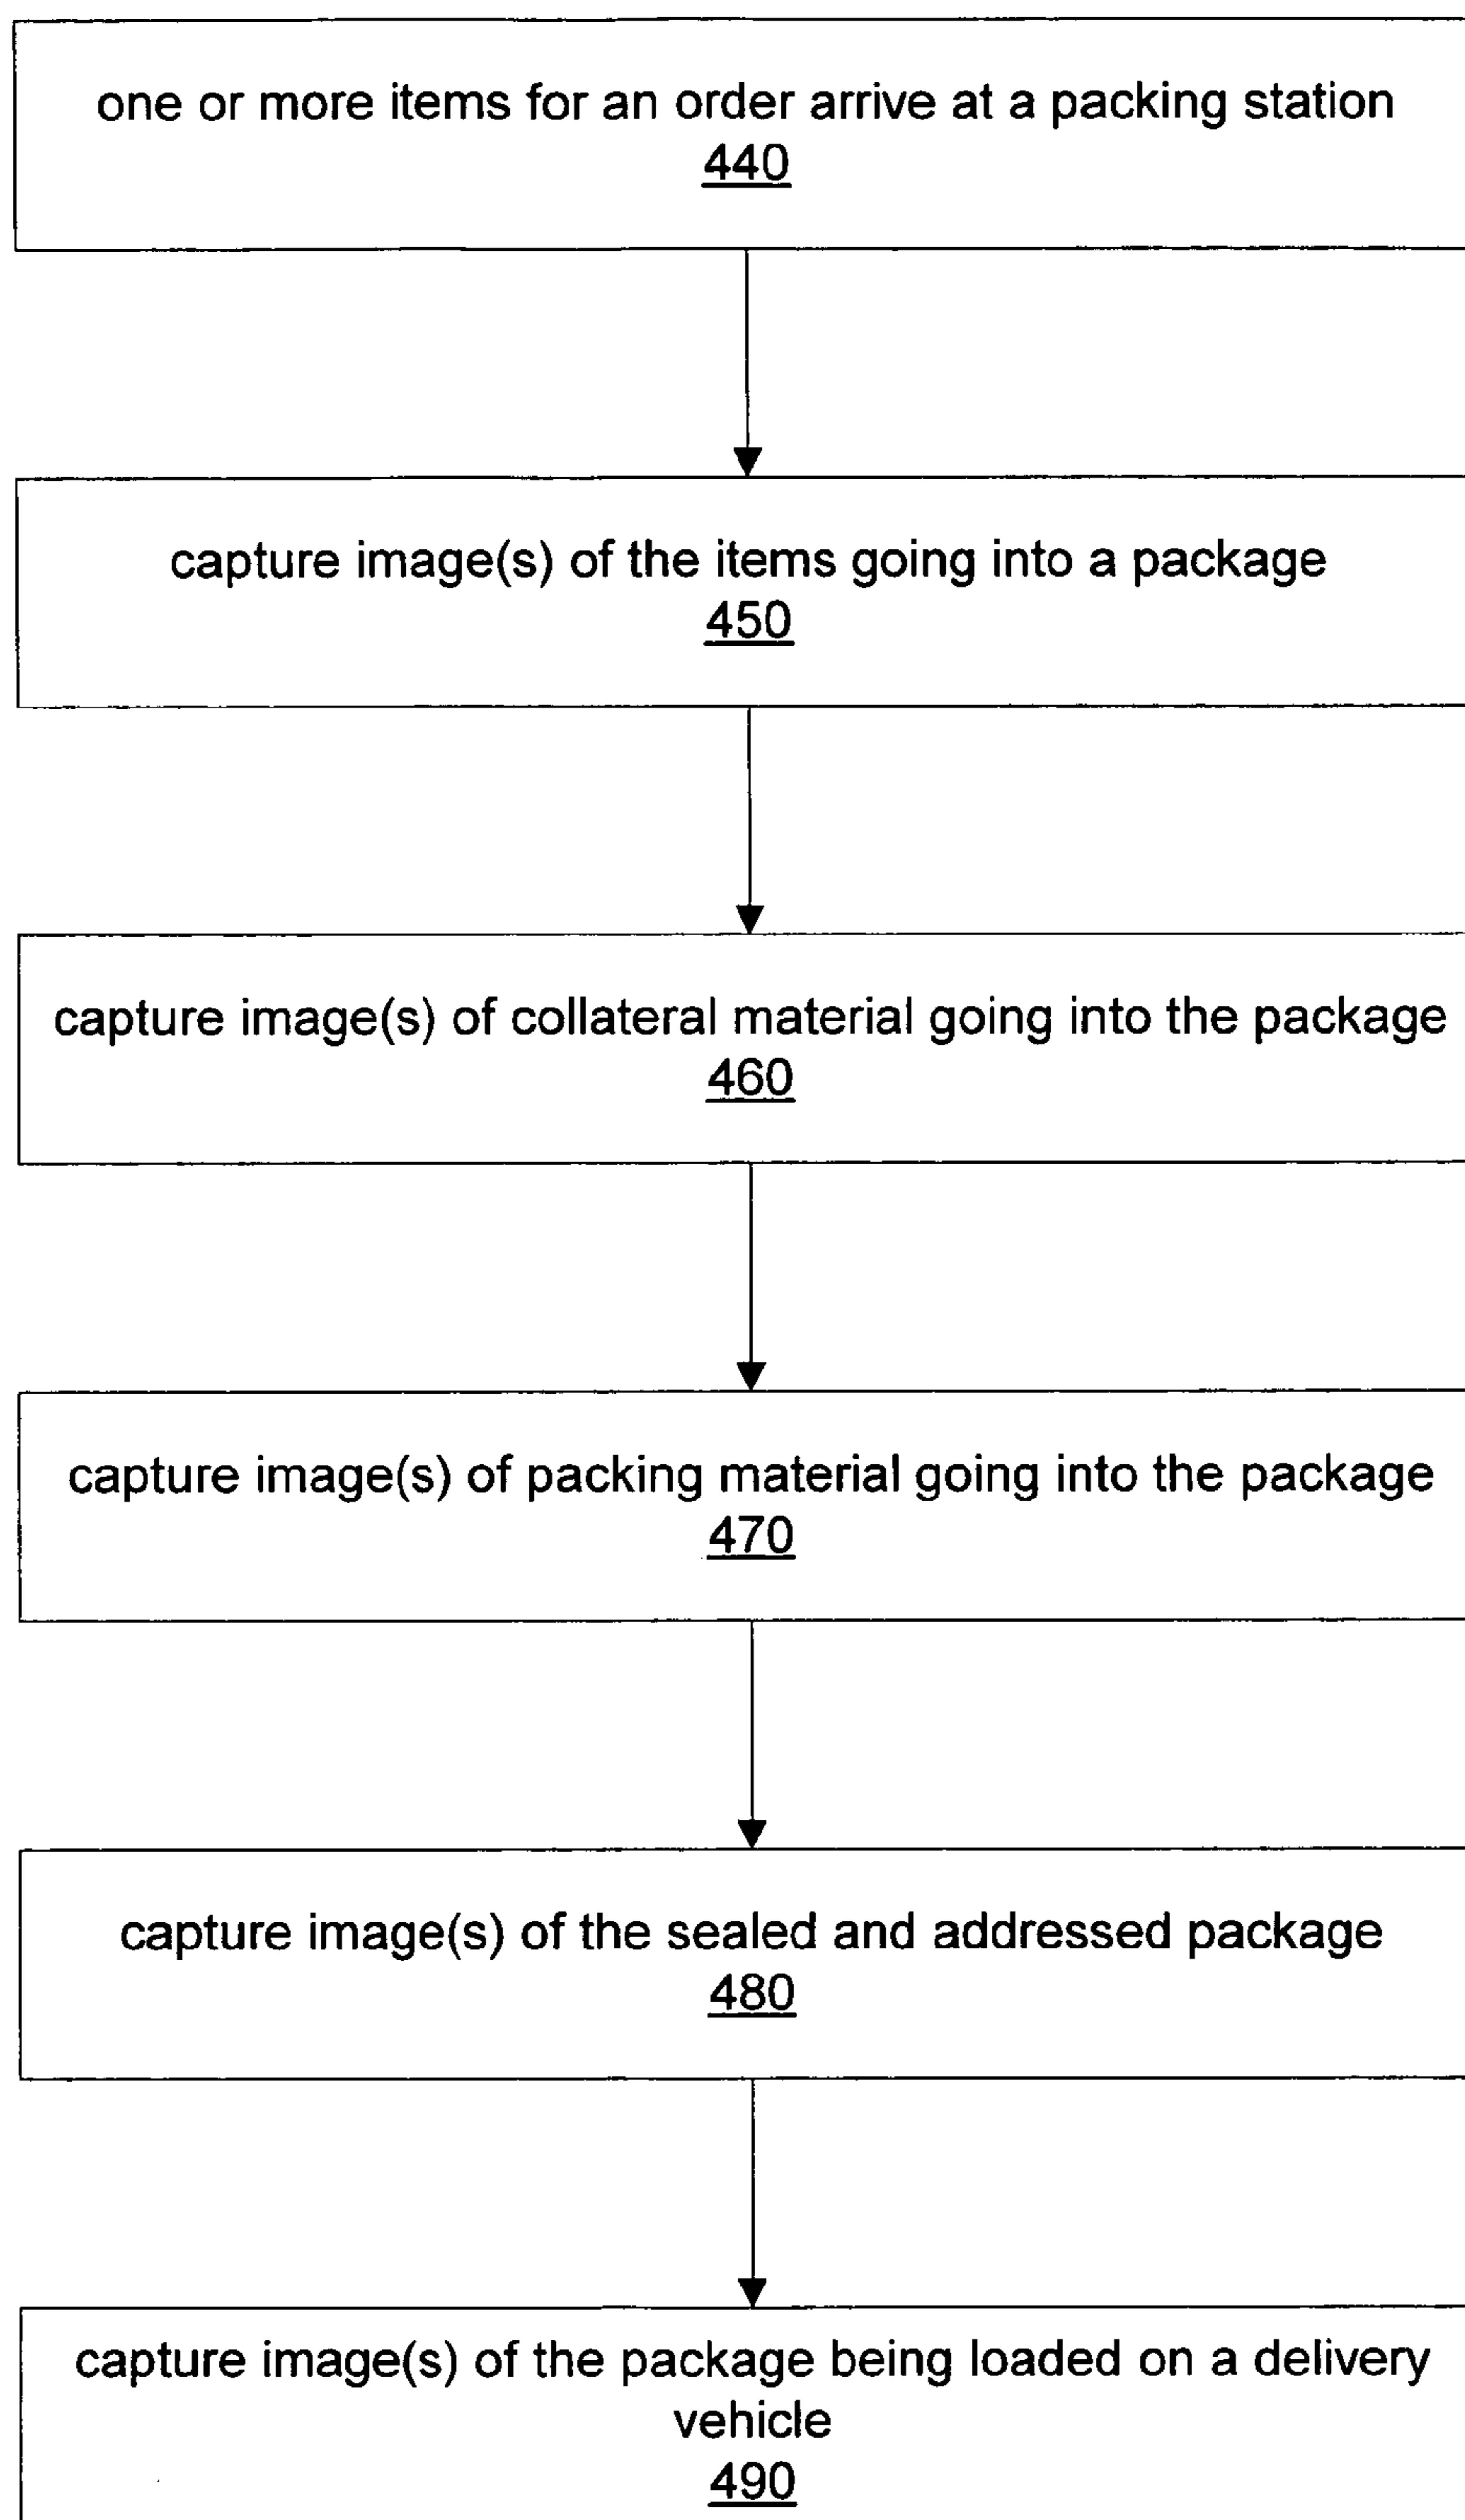 one or more items for an order arrive at a packing station
440
capture image(s) of the items going into a package
450
capture image(s) of collateral material going into the package
460
capture image(s) of packing material going into the package
470
capture image(s) of the sealed and addressed package
480
capture image(s) of the package being loaded on a delivery
vehicle
490